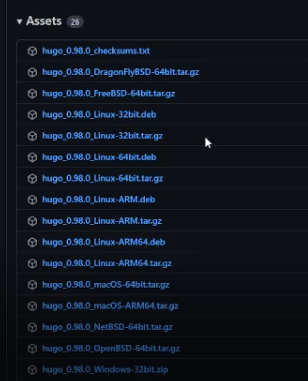 Assets 26
hugo_0.98.0_checksums.txt
hugo_0.98.0_DragonFlyBSD-64bit.tar.gz
hugo_0.98.0_FreeBSD-64bit.tar.gz
hugo_0.98.0_Linux-32bit.deb
hugo_0.98.0_Linux-32bit.tar.gz
hugo_0.98.0_Linux-64bit.deb
hugo_0.98.0_Linux-64bit.tar.gz
hugo_0.98.0_Linux-ARM.deb
hugo_0.98.0_Linux-ARM.tar.gz
hugo_0.98.0_Linux-ARM64.deb
hugo_0.98.0_Linux-ARM64.tar.gz
hugo_0.98.0_macOS-64bit.tar.gz
hugo_0.98.0_macOS-ARM64.tar.gz
hugo_0.98.0_NetBSD-64bit.tar.gz
hugo_0.98.0_OpenBSD-64bit.tar.gz
hugo_0.98.0_Windows-32bit.zip